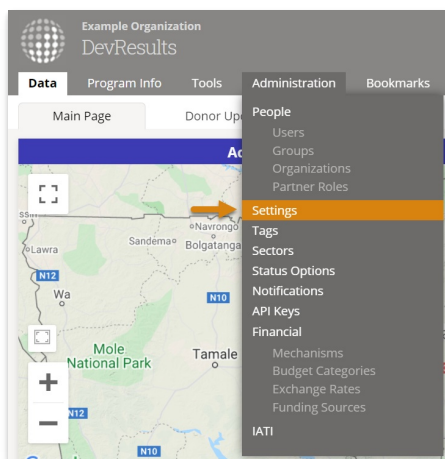 Example Organization
DevResults
Data Program Info Tools Administration Bookmarks
Main Page Donor Up
People
Users
Groups
Organizations
Partner Roles
Settings
Tags
Sectors
Status Options
Notifications
API Keys
Financial
Mechanisms
Budget Categories
Exchange Rates
Funding Sources
IATI
Ac
Navrongo
Lawra
Sandema
Bolgatanga
N12
Wa
N10
Mole
National Park
Tamale
N12
N10